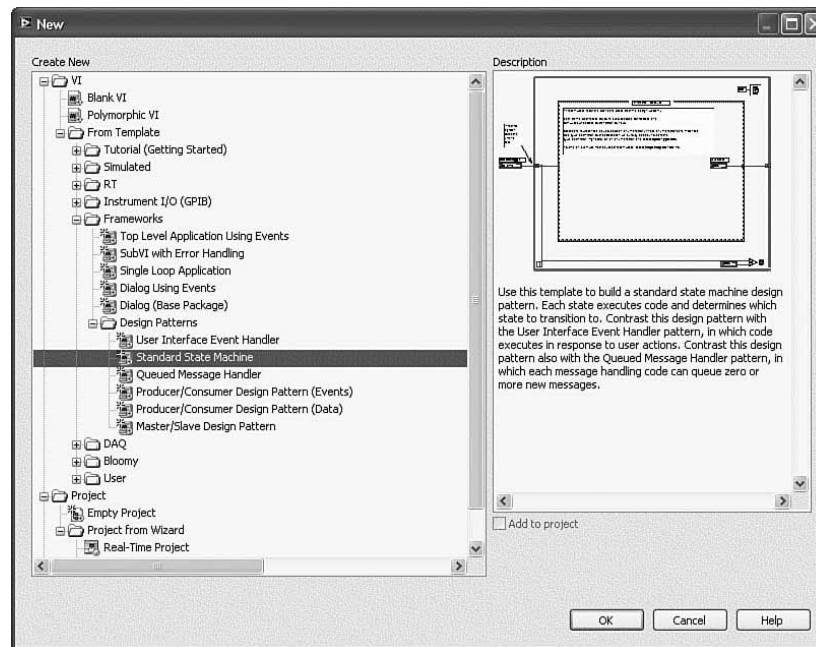 New
Create New
VI
Blank VI
Polymorphic VI
From Template
Tutorial (Getting Started)
Simulated
RT
Instrument I/O (GPIB)
Frameworks
Top Level Application Using Events
SubVI with Error Handling
Single Loop Application
Dialog Using Events
Dialog (Base Package)
Design Patterns
User Interface Event Handler
Standard State Machine
Queued Message Handler
Producer/Consumer Design Pattern (Events)
Producer/Consumer Design Pattern (Data)
Master/Slave Design Pattern
DAQ
Bloomy
User
Project
Empty Project
Project from Wizard
Real-Time Project
Description
Use this template to build a standard state machine design
pattern. Each state executes code and determines which
state to transition to. Contrast this design pattern with
the User Interface Event Handler pattern, in which code
executes in response to user actions. Contrast this design
pattern also with the Queued Message Handler pattern, in
which each message handling code can queue zero or
more new messages.
Add to project
OK
Cancel
Help